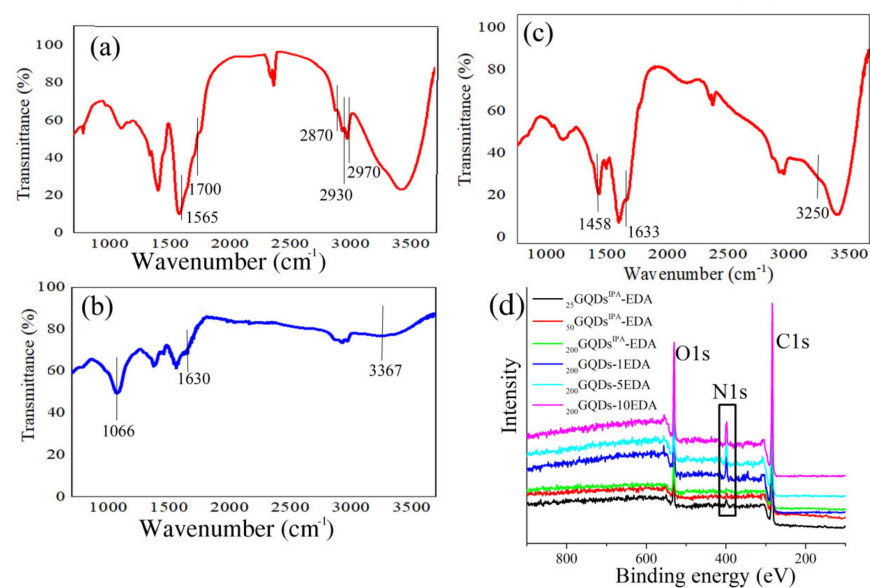 (a)
Transmittance (%)
100
80
60
40
20
0
2870
2930
2970
1700
1565
1000 1500 2000 2500 3000 3500
Wavenumber (cm-1)
(c)
Transmittance (%)
100
80
60
40
20
0
1458
1633
3250
1000 1500 2000 2500 3000 3500
Wavenumber (cm-1)
(b)
Transmittance (%)
100
80
60
40
20
0
1066
1630
3367
1000 1500 2000 2500 3000 3500
Wavenumber (cm-1)
(d)
Intensity
25GQDsIPA-EDA
50GQDsIPA-EDA
200GQDsIPA-EDA
200GQDs-1EDA
200GQDs-5EDA
200GQDs-10EDA
O1s
N1s
C1s
800 600 400 200
Binding energy (eV)